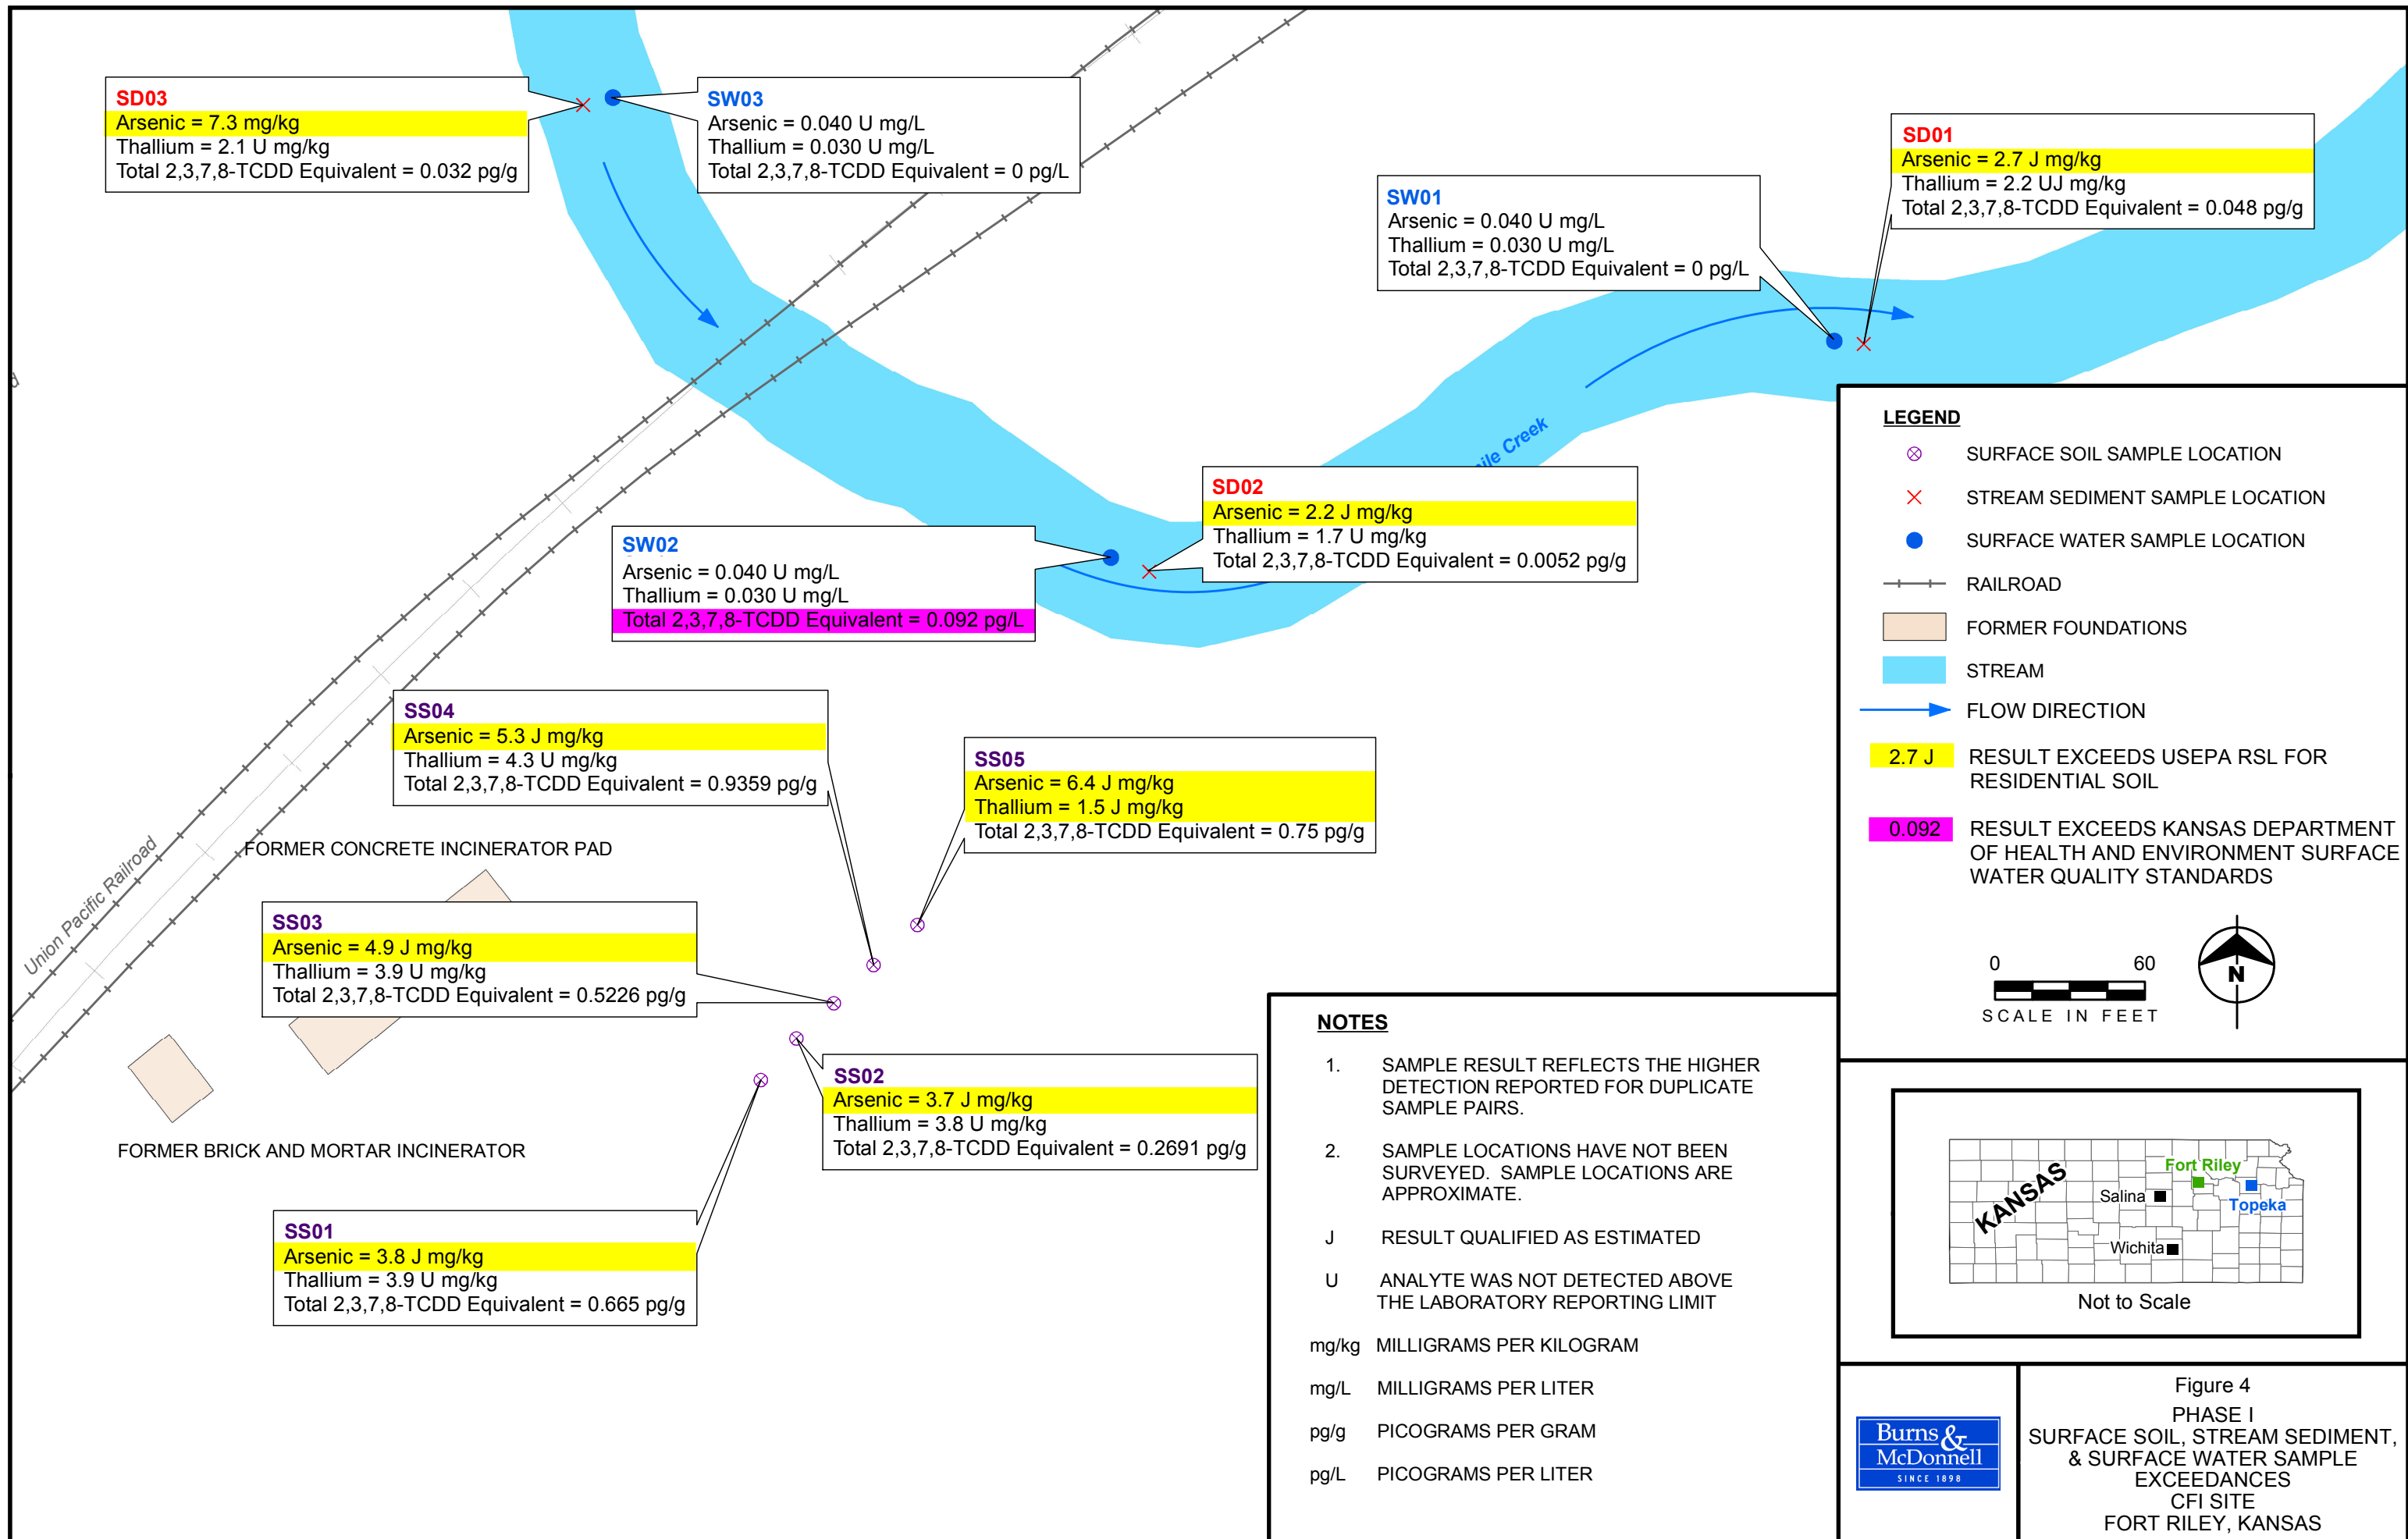 SD03
Arsenic = 7.3 mg/kg
Thallium = 2.1 U mg/kg
Total 2,3,7,8-TCDD Equivalent = 0.032 pg/g
SW03
Arsenic = 0.040 U mg/L
Thallium = 0.030 U mg/L
Total 2,3,7,8-TCDD Equivalent = 0 pg/L
SW01
Arsenic = 0.040 U mg/L
Thallium = 0.030 U mg/L
Total 2,3,7,8-TCDD Equivalent = 0 pg/L
SD01
Arsenic = 2.7 J mg/kg
Thallium = 2.2 UJ mg/kg
Total 2,3,7,8-TCDD Equivalent = 0.048 pg/g
Creek
SD02
Arsenic = 2.2 J mg/kg
Thallium = 1.7 U mg/kg
Total 2,3,7,8-TCDD Equivalent = 0.0052 pg/g
SW02
Arsenic = 0.040 U mg/L
Thallium = 0.030 U mg/L
Total 2,3,7,8-TCDD Equivalent = 0.092 pg/L
SS04
Arsenic = 5.3 J mg/kg
Thallium = 4.3 U mg/kg
Total 2,3,7,8-TCDD Equivalent = 0.9359 pg/g
SS05
Arsenic = 6.4 J mg/kg
Thallium = 1.5 J mg/kg
Total 2,3,7,8-TCDD Equivalent = 0.75 pg/g
Union Pacific Railroad
FORMER CONCRETE INCINERATOR PAD
SS03
Arsenic = 4.9 J mg/kg
Thallium = 3.9 U mg/kg
Total 2,3,7,8-TCDD Equivalent = 0.5226 pg/g
SS02
Arsenic = 3.7 J mg/kg
Thallium = 3.8 U mg/kg
Total 2,3,7,8-TCDD Equivalent = 0.2691 pg/g
FORMER BRICK AND MORTAR INCINERATOR
SS01
Arsenic = 3.8 J mg/kg
Thallium = 3.9 U mg/kg
Total 2,3,7,8-TCDD Equivalent = 0.665 pg/g
LEGEND
SURFACE SOIL SAMPLE LOCATION
STREAM SEDIMENT SAMPLE LOCATION
SURFACE WATER SAMPLE LOCATION
RAILROAD
FORMER FOUNDATIONS
STREAM
FLOW DIRECTION
2.7 J RESULT EXCEEDS USEPA RSL FOR
RESIDENTIAL SOIL
0.092 RESULT EXCEEDS KANSAS DEPARTMENT
OF HEALTH AND ENVIRONMENT SURFACE
WATER QUALITY STANDARDS
0 60
SCALE IN FEET
N
NOTES
1. SAMPLE RESULT REFLECTS THE HIGHER
DETECTION REPORTED FOR DUPLICATE
SAMPLE PAIRS.
2. SAMPLE LOCATIONS HAVE NOT BEEN
SURVEYED. SAMPLE LOCATIONS ARE
APPROXIMATE.
J RESULT QUALIFIED AS ESTIMATED
U ANALYTE WAS NOT DETECTED ABOVE
THE LABORATORY REPORTING LIMIT
mg/kg MILLIGRAMS PER KILOGRAM
mg/L MILLIGRAMS PER LITER
pg/g PICOGRAMS PER GRAM
pg/L PICOGRAMS PER LITER
KANSAS
Fort Riley
Salina
Topeka
Wichita
Not to Scale
Burns &
McDonnell
SINCE 1898
Figure 4
PHASE I
SURFACE SOIL, STREAM SEDIMENT,
& SURFACE WATER SAMPLE
EXCEEDANCES
CFI SITE
FORT RILEY, KANSAS